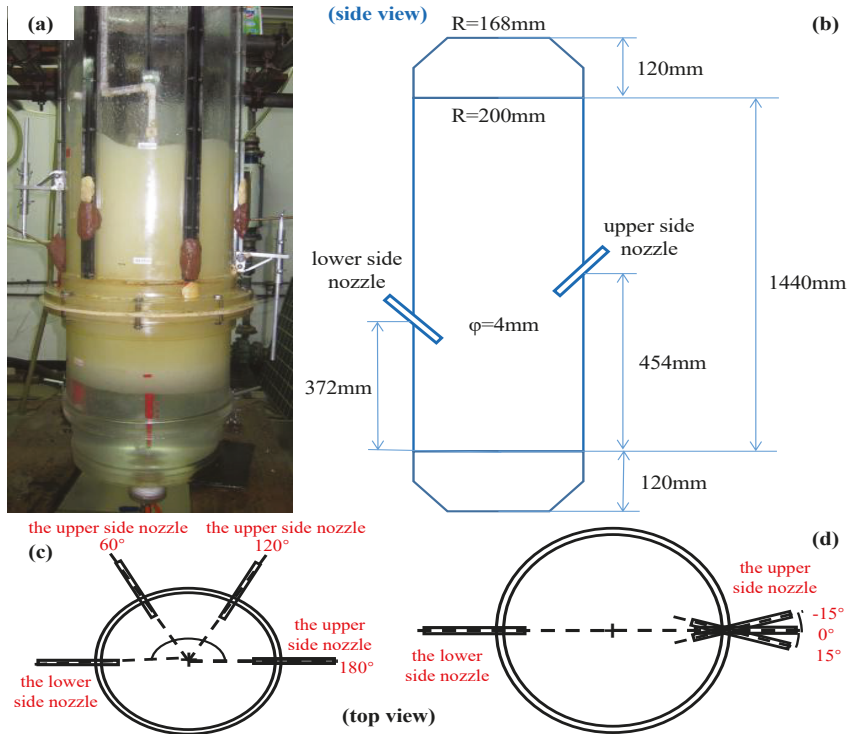 (a)
(side view)
R=168mm
(b)
120mm
R=200mm
upper side
nozzle
lower side
nozzle
1440mm
φ=4mm
372mm
454mm
120mm
the upper side nozzle
60°
the upper side nozzle
120°
(c)
the upper
side nozzle
180°
the lower
side nozzle
(d)
the upper
side nozzle
-15°
0°
15°
the lower
side nozzle
(top view)